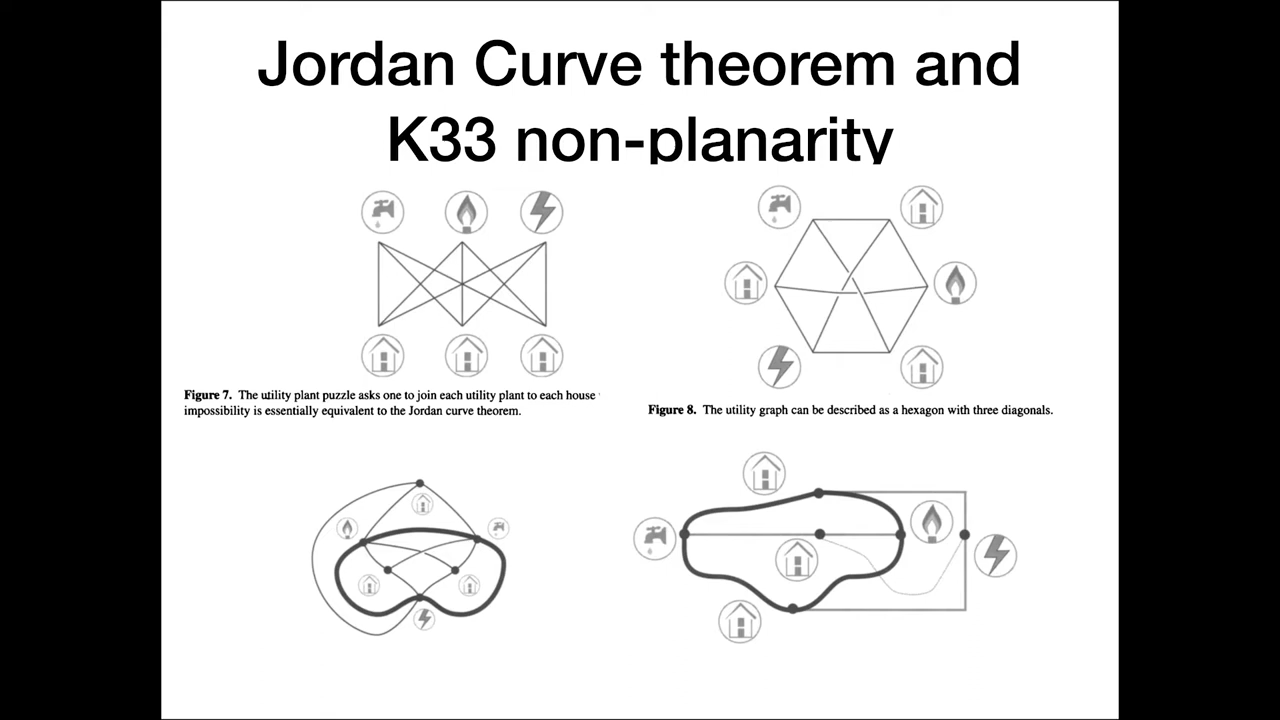 Jordan Curve theorem and
K33 non-planarity
Figure 7. The utility plant puzzle asks one to join each utility plant to each house
impossibility is essentially equivalent to the Jordan curve theorem.
Figure 8. The utility graph can be described as a hexagon with three diagonals.